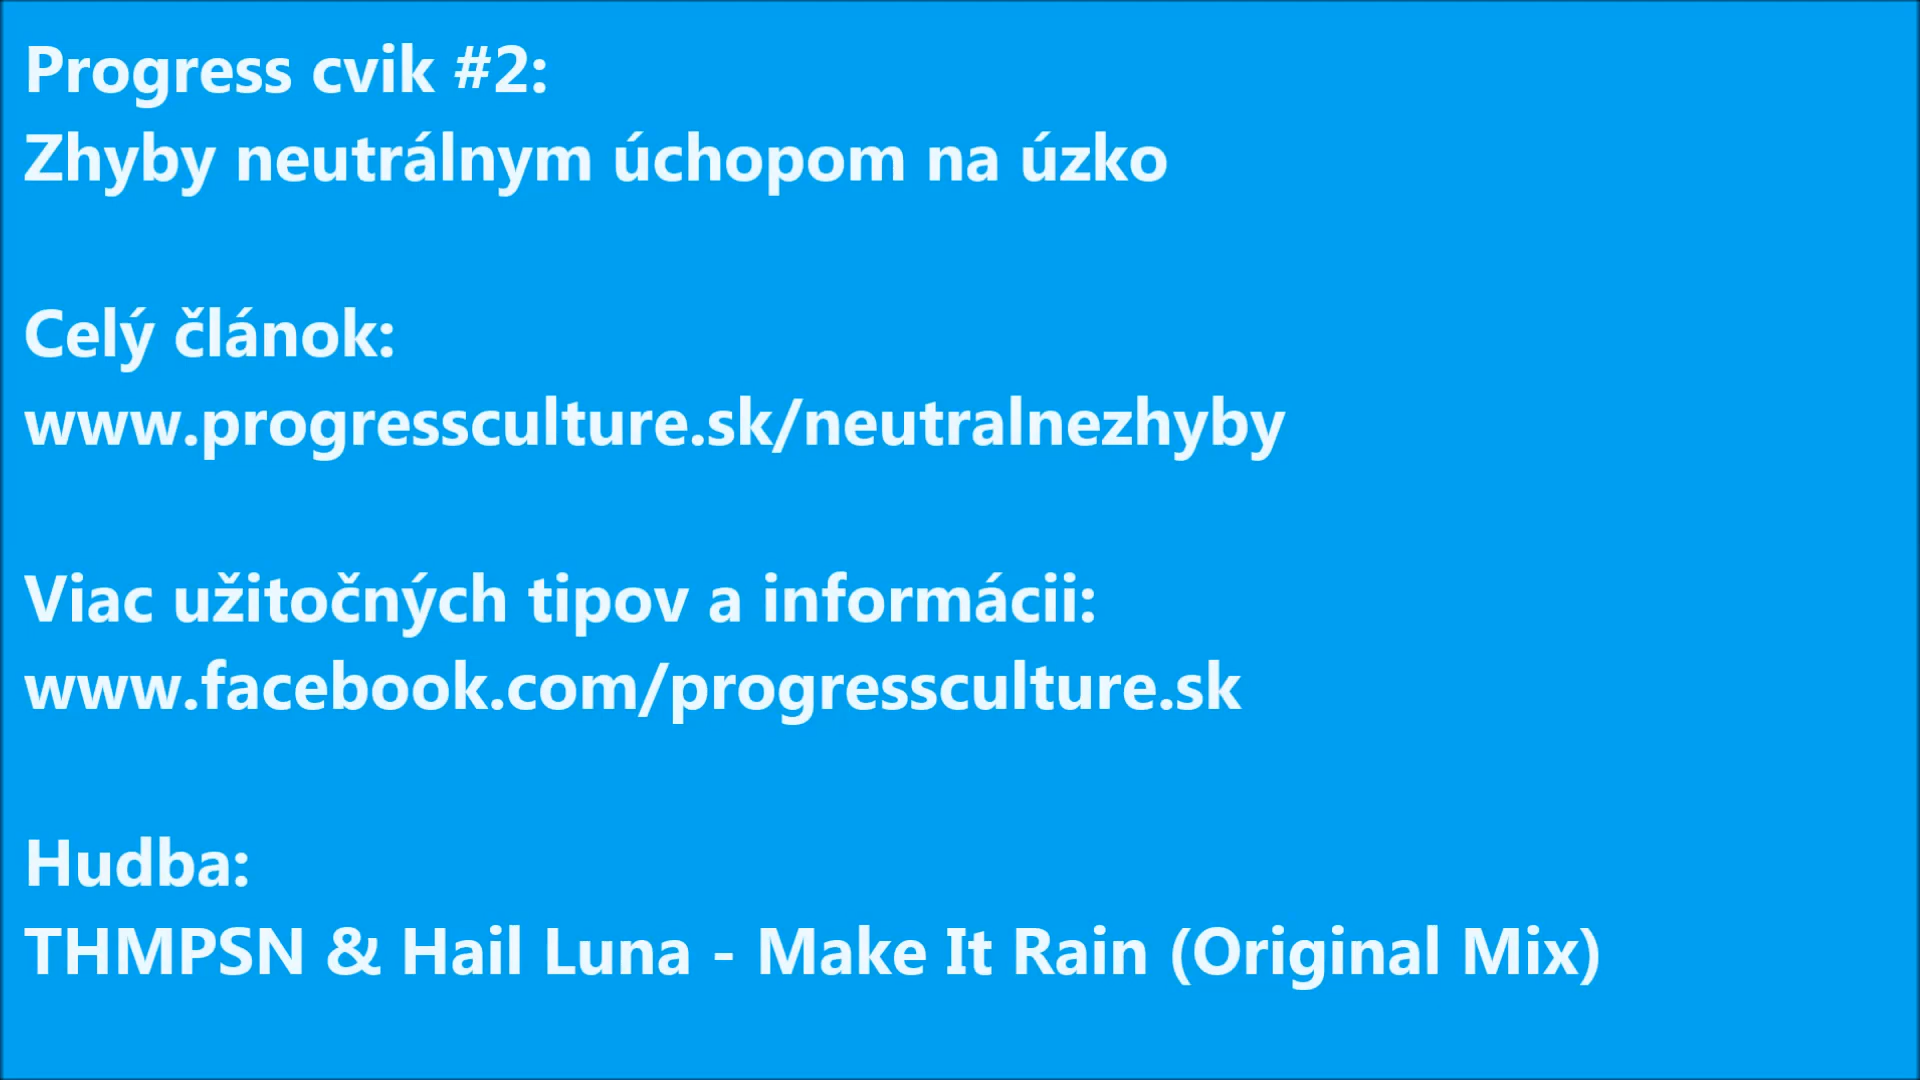 Progress cvik #2:
Zhyby neutrálnym úchopom na úzko
Celý článok:
www.progressculture.sk/neutralnezhyby
Viac užitočných tipov a informácii:
www.facebook.com/progressculture.sk
Hudba:
THMPSN & Hail Luna - Make It Rain (Original Mix)